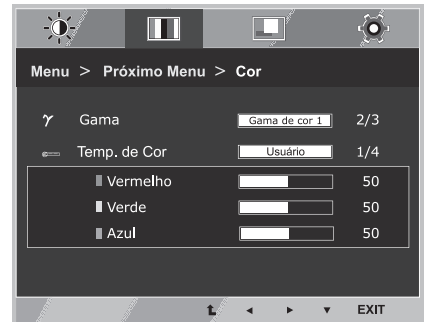 Menu > Próximo Menu > Cor
γ Gama Gama de cor 1 2/3
Temp. de Cor Usuário 1/4
Vermelho 50
Verde 50
Azul 50
EXIT